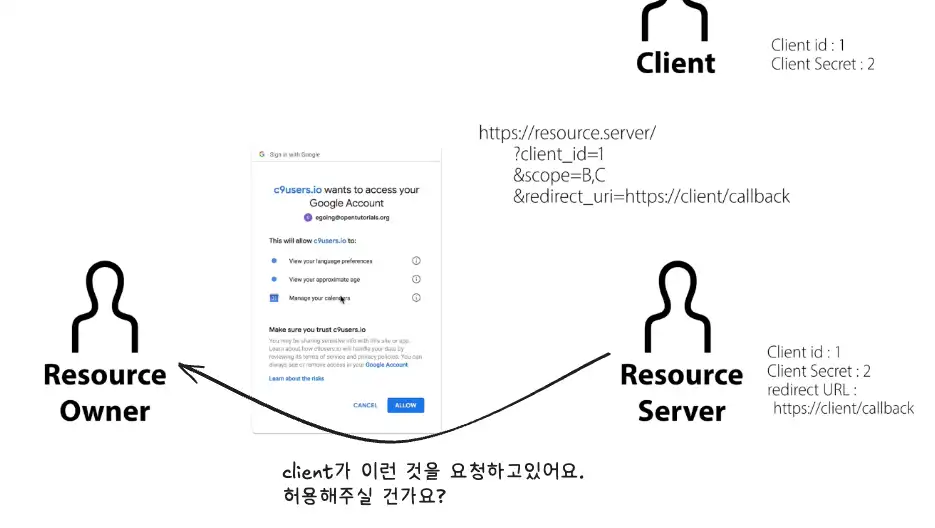 Client
Client id : 1
Client Secret : 2
https://resource.server/
?client_id=1
&scope=B,C
&redirect_uri=https://client/callback
G Sign in with Google
c9users.io wants to access your
Google Account
egoing@opentutorials.org
This will allow c9users.io to:
View your language preferences
View your approximate age
Manage your calendars
Make sure you trust c9users.io
You may be sharing sensitive info with this site or app.
Learn about how c9users.io will handle your data by
reviewing its terms of service and privacy policies. You can
always see or remove access in your Google Account.
Learn about the risks
CANCEL
ALLOW
Resource
Owner
Resource
Server
Client id : 1
Client Secret : 2
redirect URL :
https://client/callback
client가 이런 것을 요청하고있어요.
허용해주실 건가요?